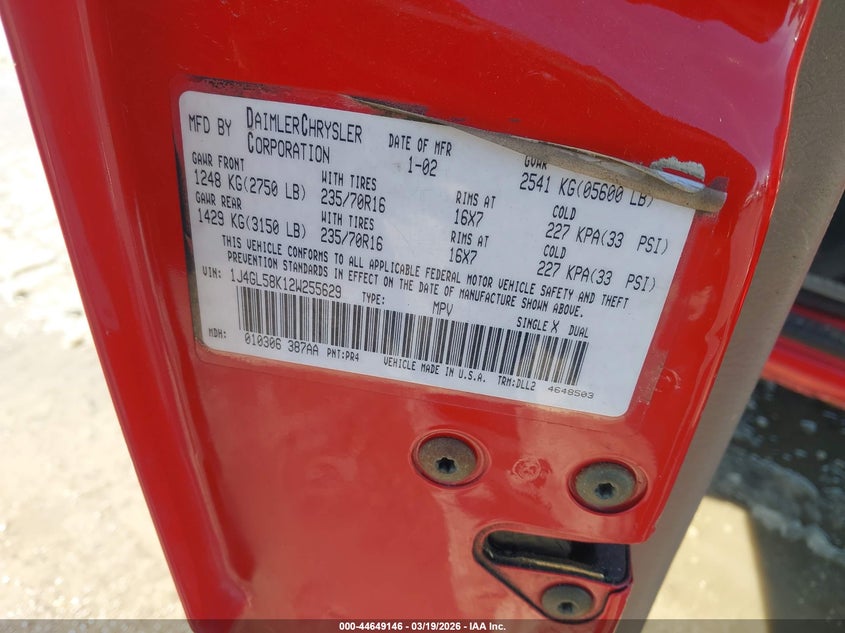 MFD BY DAIMLERCHRYSLER CORPORATION DATE OF MFR 1-02 GVWR 2541 KG(05600 LB)
GAWR FRONT WITH TIRES RIMS AT COLD
1248 KG(2750 LB) 235/70R16 16X7 227 KPA(33 PSI)
GAWR REAR WITH TIRES RIMS AT COLD
1429 KG(3150 LB) 235/70R16 16X7 227 KPA(33 PSI)
THIS VEHICLE CONFORMS TO ALL APPLICABLE FEDERAL MOTOR VEHICLE SAFETY AND THEFT
PREVENTION STANDARDS IN EFFECT ON THE DATE OF MANUFACTURE SHOWN ABOVE.
VIN: 1J4GL58K12W255629 TYPE: MPV SINGLE X DUAL
MDH: 010306 387AA PNT:PR4 VEHICLE MADE IN U.S.A. TRM:DLL2 4648503
000-44649146 - 03/19/2026 - IAA Inc.